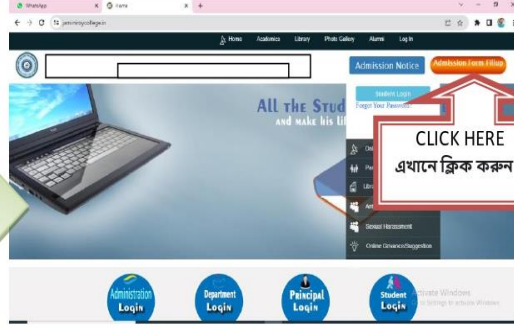 WhatsApp
Home
Home Academics Library Photo Gallery Alumni Log In
Admission Notice
Admission Form Fillup
Student Login
Forgot Your Password?
ALL THE STUD
AND MAKE HIS LI
CLICK HERE
এখানে ক্লিক করুন
Sexual Harassment
Online Grievance/Suggestion
Administration
Login
Department
Login
Principal
Login
Student
Login
Activate Windows